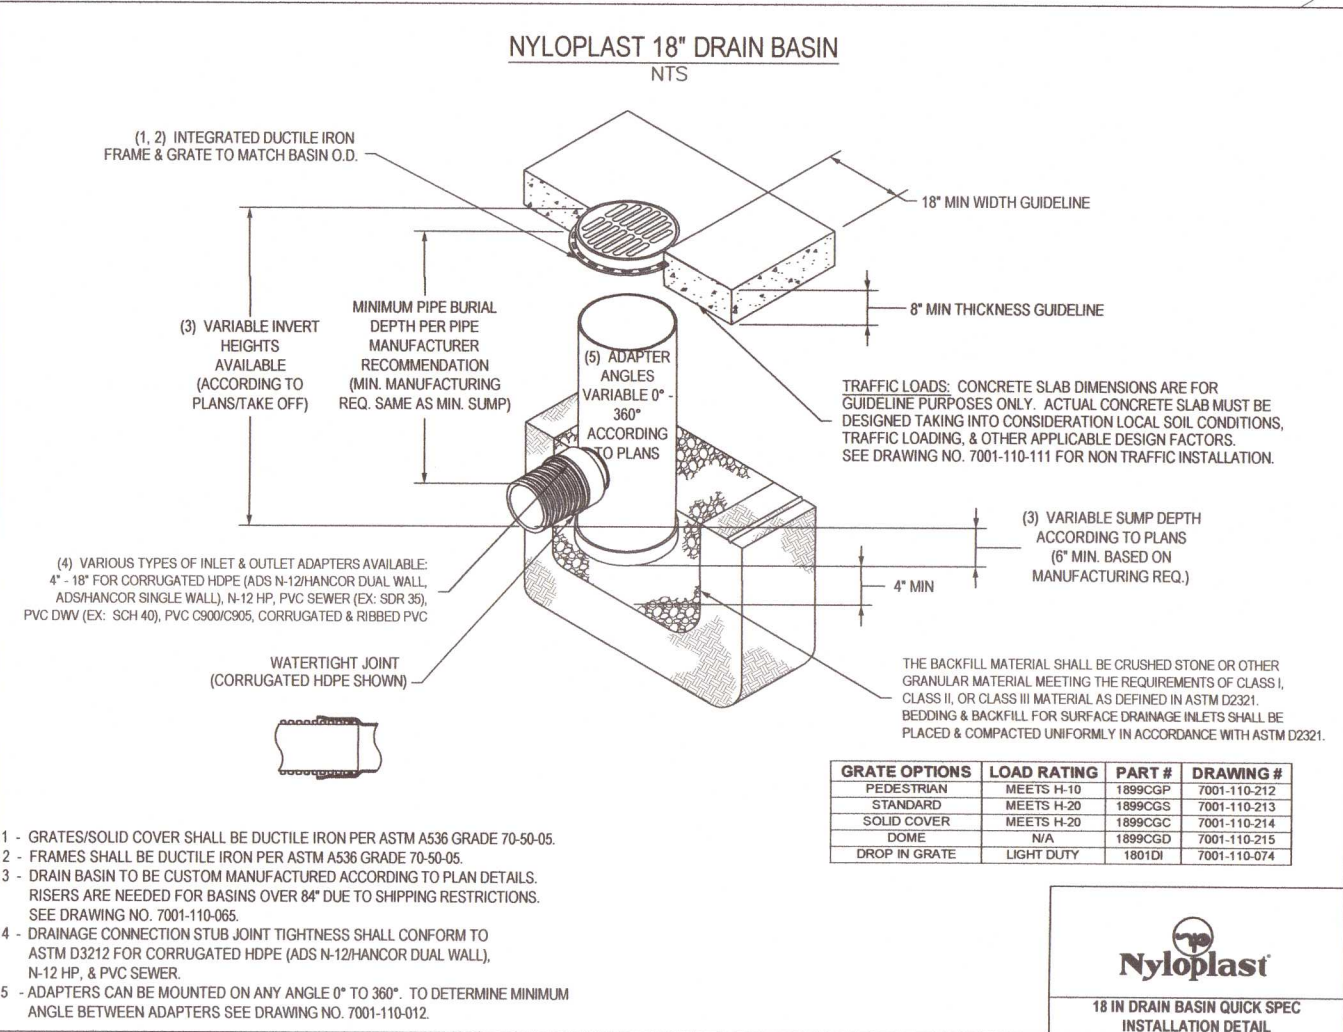 NYLOPLAST 18" DRAIN BASIN
NTS
(1, 2) INTEGRATED DUCTILE IRON
FRAME & GRATE TO MATCH BASIN O.D.
18" MIN WIDTH GUIDELINE
8" MIN THICKNESS GUIDELINE
(3) VARIABLE INVERT
HEIGHTS
AVAILABLE
(ACCORDING TO
PLANS/TAKE OFF)
MINIMUM PIPE BURIAL
DEPTH PER PIPE
MANUFACTURER
RECOMMENDATION
(MIN. MANUFACTURING
REQ. SAME AS MIN. SUMP)
(5) ADAPTER
ANGLES
VARIABLE 0° -
360°
ACCORDING
TO PLANS
TRAFFIC LOADS: CONCRETE SLAB DIMENSIONS ARE FOR
GUIDELINE PURPOSES ONLY. ACTUAL CONCRETE SLAB MUST BE
DESIGNED TAKING INTO CONSIDERATION LOCAL SOIL CONDITIONS,
TRAFFIC LOADING, & OTHER APPLICABLE DESIGN FACTORS.
SEE DRAWING NO. 7001-110-111 FOR NON TRAFFIC INSTALLATION.
(3) VARIABLE SUMP DEPTH
ACCORDING TO PLANS
(6" MIN. BASED ON
MANUFACTURING REQ.)
4" MIN
(4) VARIOUS TYPES OF INLET & OUTLET ADAPTERS AVAILABLE:
4" - 18" FOR CORRUGATED HDPE (ADS N-12/HANCOR DUAL WALL,
ADS/HANCOR SINGLE WALL), N-12 HP, PVC SEWER (EX: SDR 35),
PVC DWV (EX: SCH 40), PVC C900/C905, CORRUGATED & RIBBED PVC
WATERTIGHT JOINT
(CORRUGATED HDPE SHOWN)
THE BACKFILL MATERIAL SHALL BE CRUSHED STONE OR OTHER
GRANULAR MATERIAL MEETING THE REQUIREMENTS OF CLASS I,
CLASS II, OR CLASS III MATERIAL AS DEFINED IN ASTM D2321.
BEDDING & BACKFILL FOR SURFACE DRAINAGE INLETS SHALL BE
PLACED & COMPACTED UNIFORMLY IN ACCORDANCE WITH ASTM D2321.
GRATE OPTIONS LOAD RATING PART # DRAWING #
PEDESTRIAN MEETS H-10 1899CGP 7001-110-212
STANDARD MEETS H-20 1899CGS 7001-110-213
SOLID COVER MEETS H-20 1899CGC 7001-110-214
DOME N/A 1899CGD 7001-110-215
DROP IN GRATE LIGHT DUTY 1801DI 7001-110-074
1 - GRATES/SOLID COVER SHALL BE DUCTILE IRON PER ASTM A536 GRADE 70-50-05.
2 - FRAMES SHALL BE DUCTILE IRON PER ASTM A536 GRADE 70-50-05.
3 - DRAIN BASIN TO BE CUSTOM MANUFACTURED ACCORDING TO PLAN DETAILS.
RISERS ARE NEEDED FOR BASINS OVER 84" DUE TO SHIPPING RESTRICTIONS.
SEE DRAWING NO. 7001-110-065.
4 - DRAINAGE CONNECTION STUB JOINT TIGHTNESS SHALL CONFORM TO
ASTM D3212 FOR CORRUGATED HDPE (ADS N-12/HANCOR DUAL WALL),
N-12 HP, & PVC SEWER.
5 - ADAPTERS CAN BE MOUNTED ON ANY ANGLE 0° TO 360°. TO DETERMINE MINIMUM
ANGLE BETWEEN ADAPTERS SEE DRAWING NO. 7001-110-012.
Nyloplast
18 IN DRAIN BASIN QUICK SPEC
INSTALLATION DETAIL